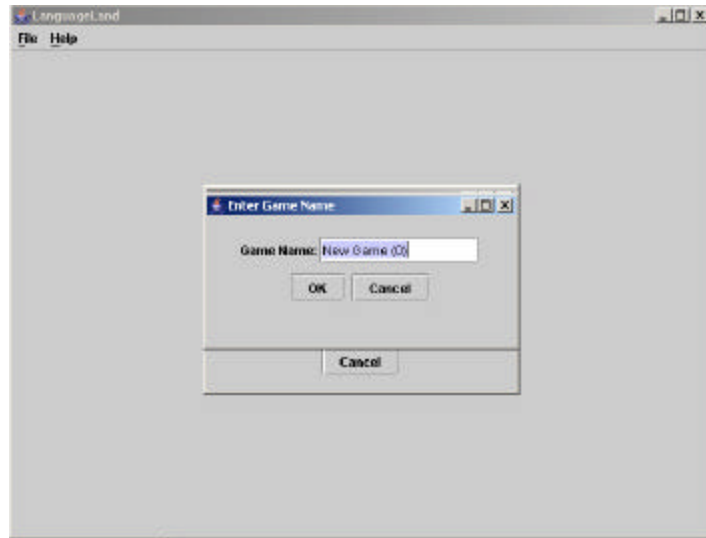 LanguageLand
File Help
Enter Game Name
Game Name: New Game (0)
OK Cancel
Cancel